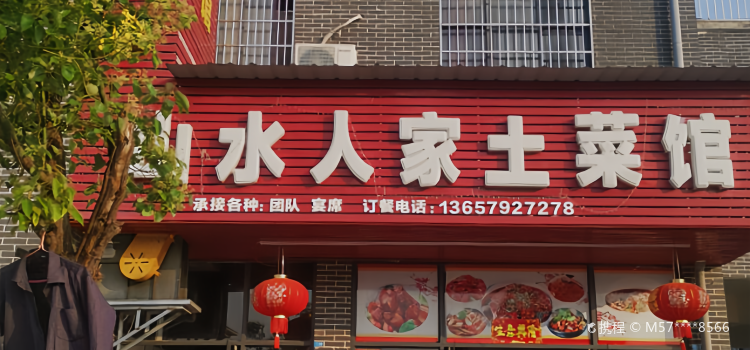 山水人家土菜馆
承接各种:团队 宴席 订餐电话:13657927278
携程 © M57****8566